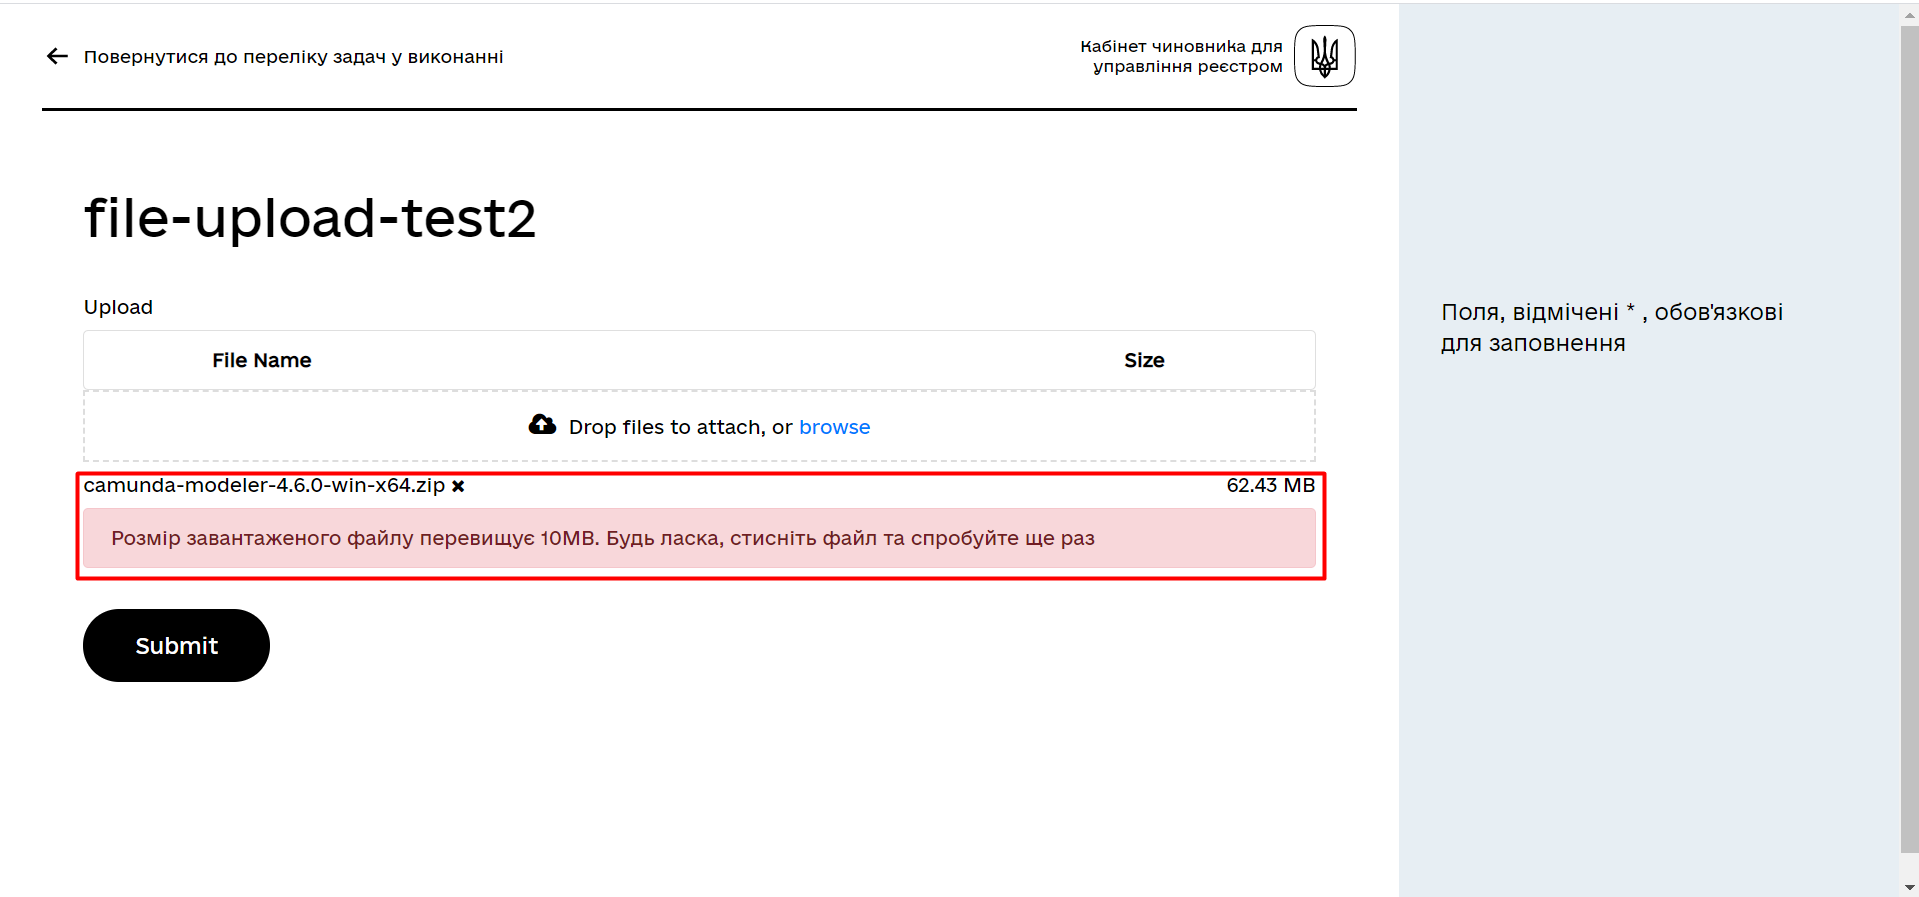 Повернутися до переліку задач у виконанні
Кабінет чиновника для
управління реєстром
file-upload-test2
Upload
File Name Size
Drop files to attach, or browse
camunda-modeler-4.6.0-win-x64.zip 62.43 MB
Розмір завантаженого файлу перевищує 10MB. Будь ласка, стисніть файл та спробуйте ще раз
Submit
Поля, відмічені * , обов'язкові
для заповнення